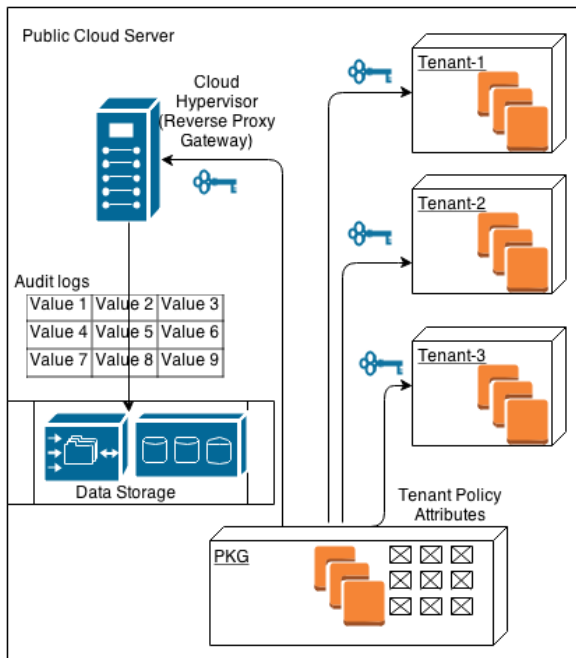 Public Cloud Server
Cloud
Hypervisor
(Reverse Proxy
Gateway)
Tenant-1
Tenant-2
Tenant-3
Audit logs
Value 1 Value 2 Value 3
Value 4 Value 5 Value 6
Value 7 Value 8 Value 9
Data Storage
Tenant Policy
Attributes
PKG